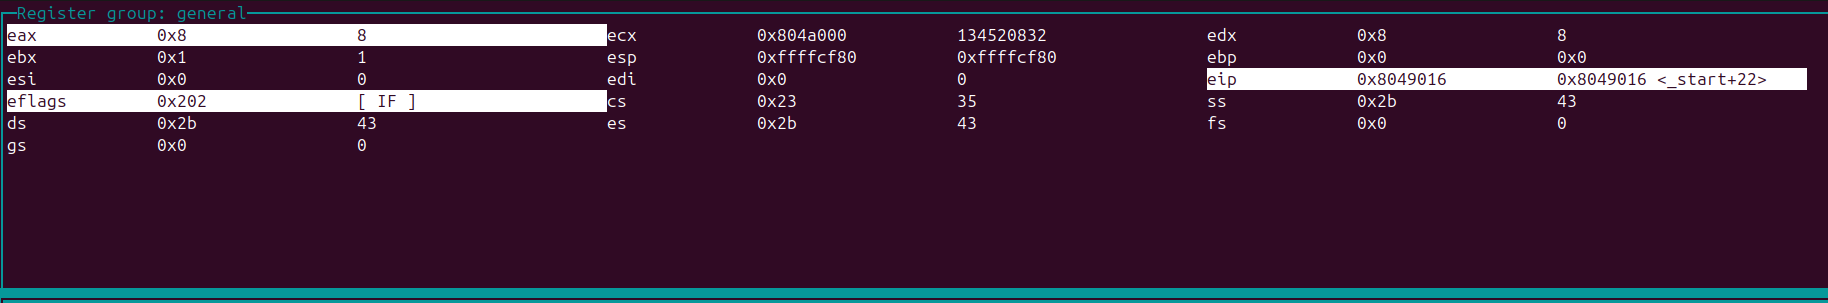 Register group: general
eax 0x8 8 ecx 0x804a000 134520832 edx 0x8 8
ebx 0x1 1 esp 0xffffcf80 0xffffcf80 ebp 0x0 0x0
esi 0x0 0 edi 0x0 0 eip 0x8049016 0x8049016 <_start+22>
eflags 0x202 [ IF ] cs 0x23 35 ss 0x2b 43
ds 0x2b 43 es 0x2b 43 fs 0x0 0
gs 0x0 0